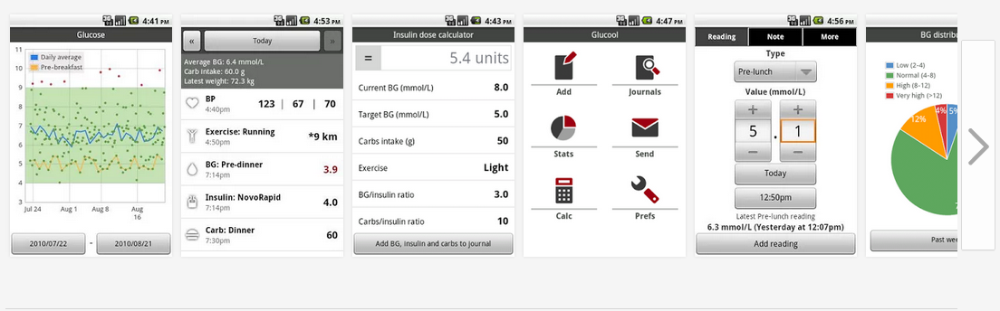 4:41 PM
Glucose
11
10
9
8
7
6
5
4
3
Daily average
Pre-breakfast
Jul 24
Aug 1
Aug 8
Aug
16
2010/07/22 - 2010/08/21
4:53 PM
« Today »
Average BG: 6.4 mmol/L
Carb Intake: 60.0 g
Latest weight: 72.3 kg
BP
4:40pm
123 | 67 | 70
Exercise: Running
4:50pm
*9 km
BG: Pre-dinner
7:14pm
3.9
Insulin: NovoRapid
7:14pm
4.0
Carb: Dinner
7:30pm
60
4:43 PM
Insulin dose calculator
= 5.4 units
Current BG (mmol/L) 8.0
Target BG (mmol/L) 5.0
Carbs intake (g) 50
Exercise Light
BG/insulin ratio 3.0
Carbs/insulin ratio 10
Add BG, insulin and carbs to journal
4:47 PM
Glucool
Add
Journals
Stats
Send
Calc
Prefs
4:56 PM
Reading Note More
Type
Pre-lunch
Value (mmol/L)
+ +
5 . 1
− −
Today
12:50pm
Latest Pre-lunch reading
6.3 mmol/L (Yesterday at 12:07pm)
Add reading
BG distribu
Low (2-4)
Normal (4-8)
High (8-12)
Very high (>12)
12%
4%
5%
7
Past wee